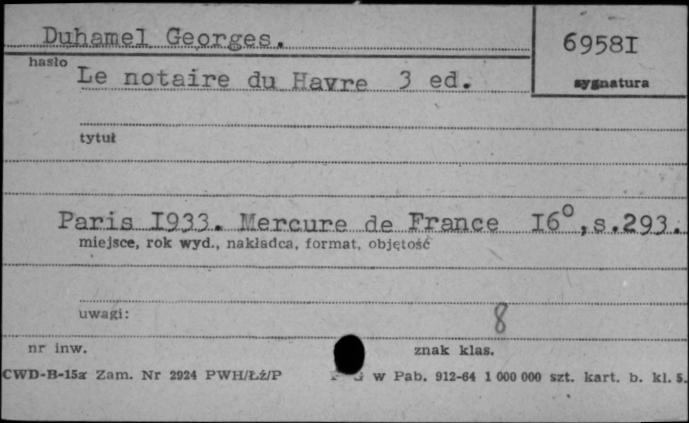 Duhamel Georges.
69581
hasło
sygnatura
Le notaire du Havre 3 ed.
tytuł
Paris 1933. Mercure de France 16°, s.293.
miejsce, rok wyd., nakładca, format, objętość
uwagi:
8
nr inw.
znak klas.
CWD-B-15a Zam. Nr 2924 PWH/Łż/P
w Pab. 912-64 1 000 000 szt. kart. b. kl. 5.